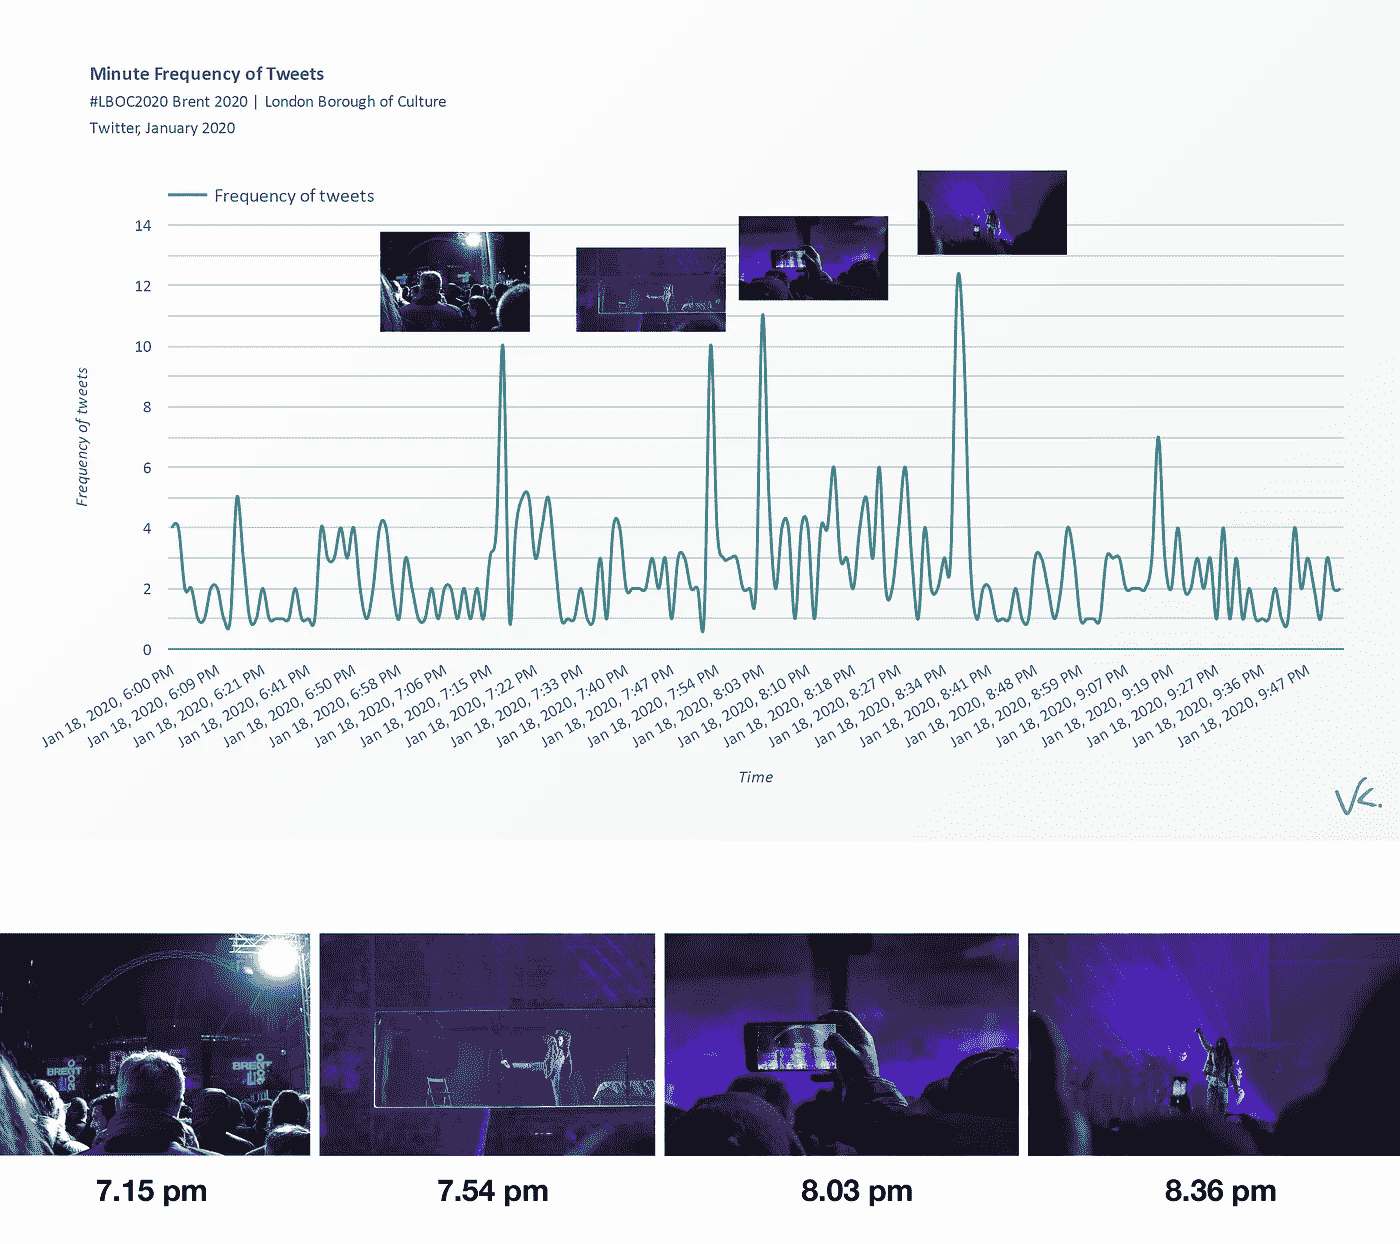 Minute Frequency of Tweets
#LBOC2020 Brent 2020 | London Borough of Culture
Twitter, January 2020
Frequency of tweets
14
12
10
8
6
4
2
0
Frequency of tweets
Jan 18, 2020, 6:00 PM
Jan 18, 2020, 6:09 PM
Jan 18, 2020, 6:21 PM
Jan 18, 2020, 6:41 PM
Jan 18, 2020, 6:50 PM
Jan 18, 2020, 6:58 PM
Jan 18, 2020, 7:06 PM
Jan 18, 2020, 7:15 PM
Jan 18, 2020, 7:22 PM
Jan 18, 2020, 7:33 PM
Jan 18, 2020, 7:40 PM
Jan 18, 2020, 7:47 PM
Jan 18, 2020, 7:54 PM
Jan 18, 2020, 8:03 PM
Jan 18, 2020, 8:10 PM
Jan 18, 2020, 8:18 PM
Jan 18, 2020, 8:27 PM
Jan 18, 2020, 8:34 PM
Jan 18, 2020, 8:41 PM
Jan 18, 2020, 8:48 PM
Jan 18, 2020, 8:59 PM
Jan 18, 2020, 9:07 PM
Jan 18, 2020, 9:19 PM
Jan 18, 2020, 9:27 PM
Jan 18, 2020, 9:36 PM
Jan 18, 2020, 9:47 PM
Time
VK.
BRENT
BRENT
7.15 pm
7.54 pm
8.03 pm
8.36 pm